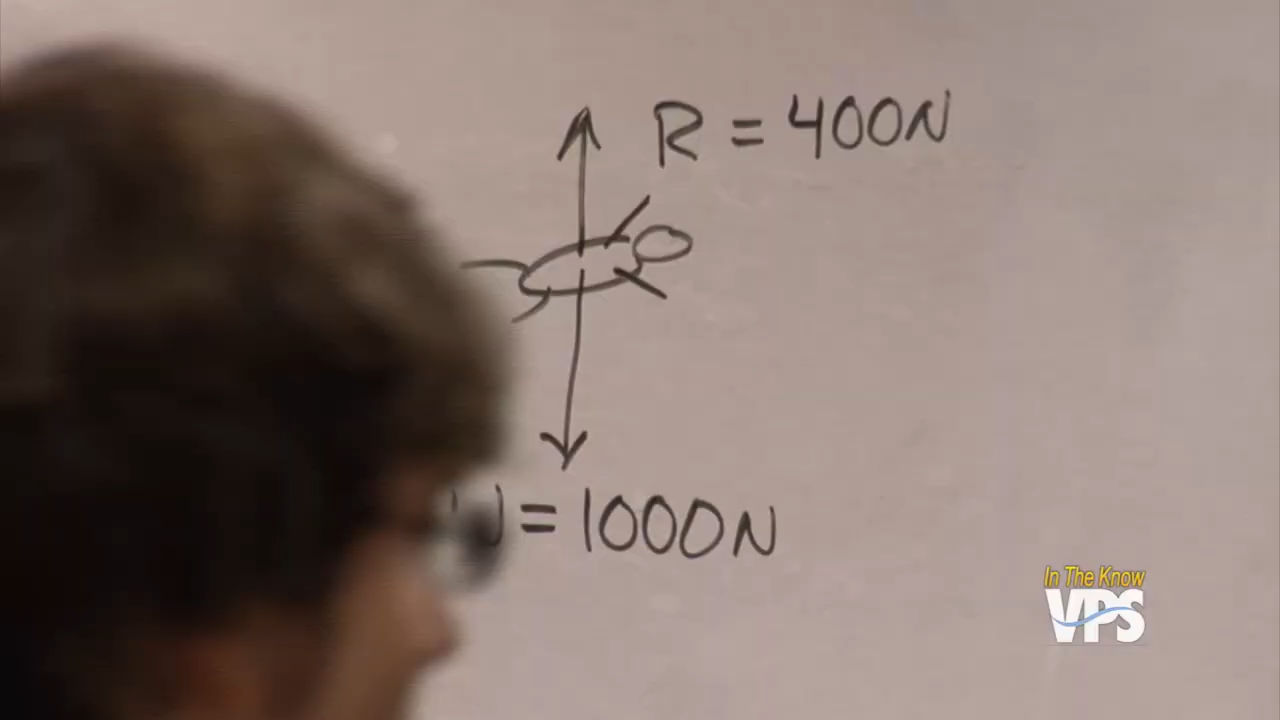 R = 400N
W = 1000N
In The Know
VPS